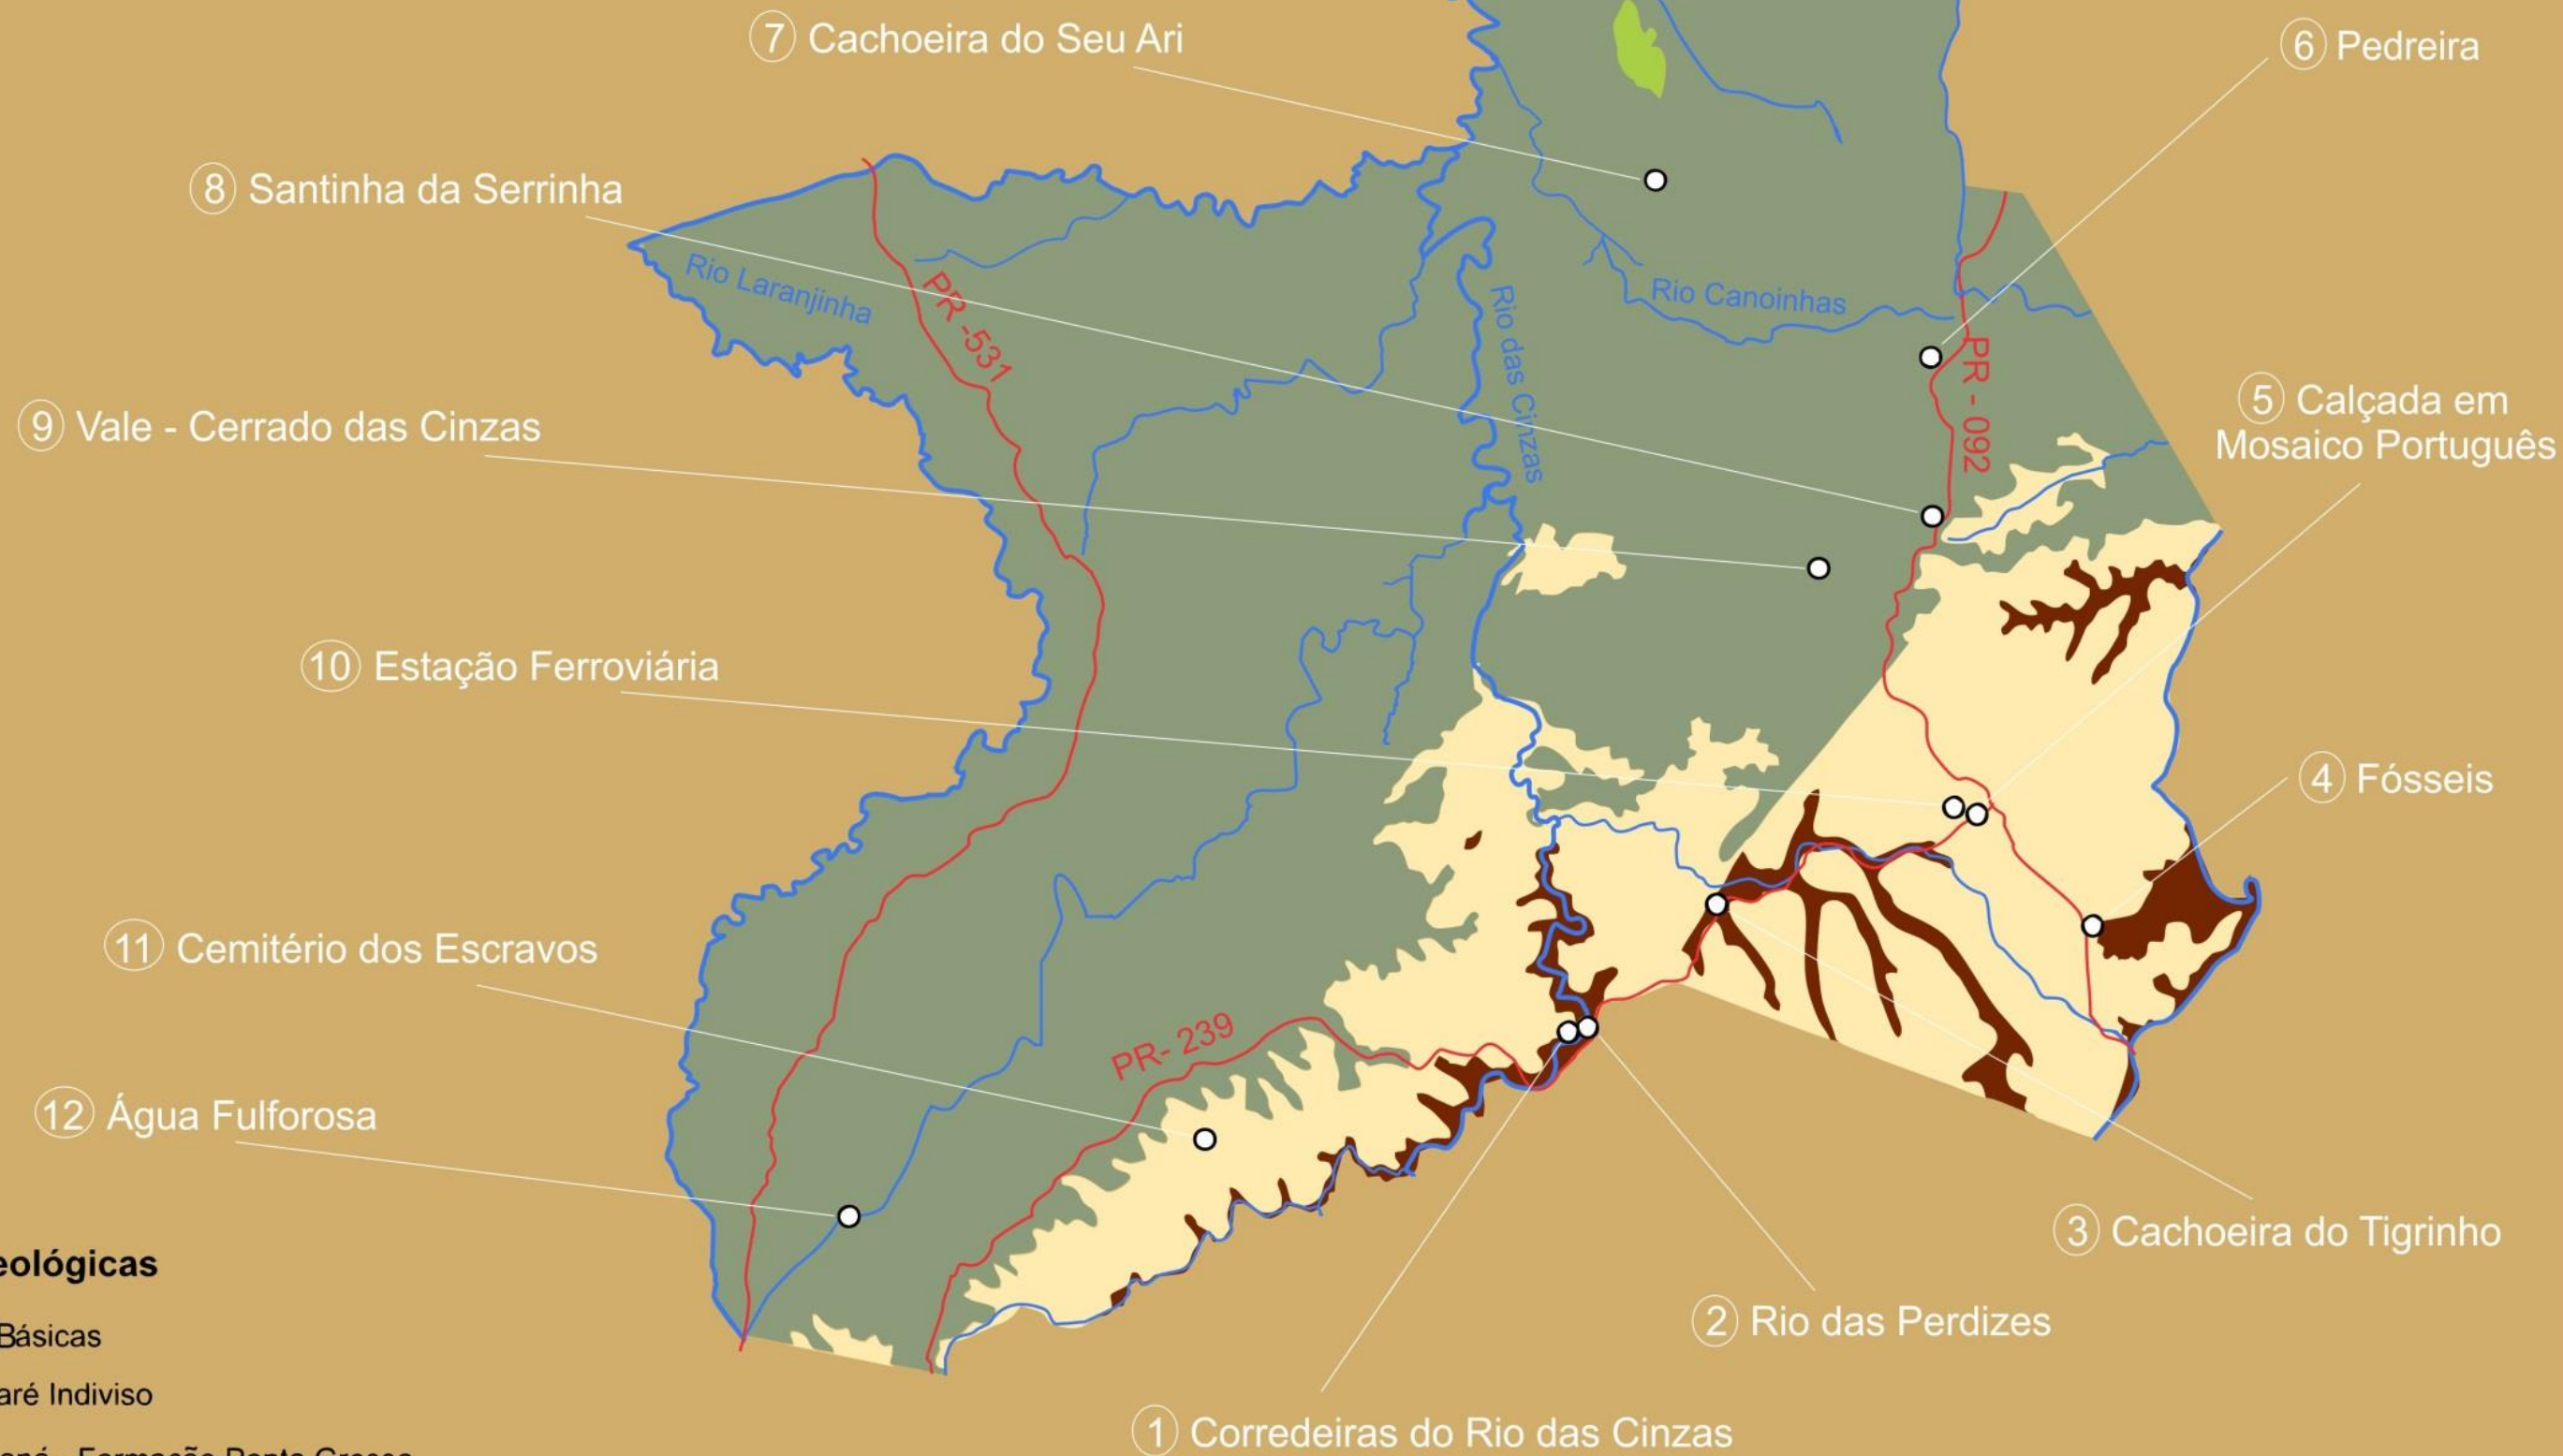 ⑦ Cachoeira do Seu Ari
⑥ Pedreira
⑧ Santinha da Serrinha
Rio Laranjinha
PR -531
Rio das Cinzas
Rio Canoinhas
PR - 092
⑤ Calçada em
Mosaico Português
⑨ Vale - Cerrado das Cinzas
⑩ Estação Ferroviária
④ Fósseis
⑪ Cemitério dos Escravos
PR- 239
⑫ Água Fulforosa
③ Cachoeira do Tigrinho
eológicas
② Rio das Perdizes
Básicas
aré Indiviso
① Corredeiras do Rio das Cinzas